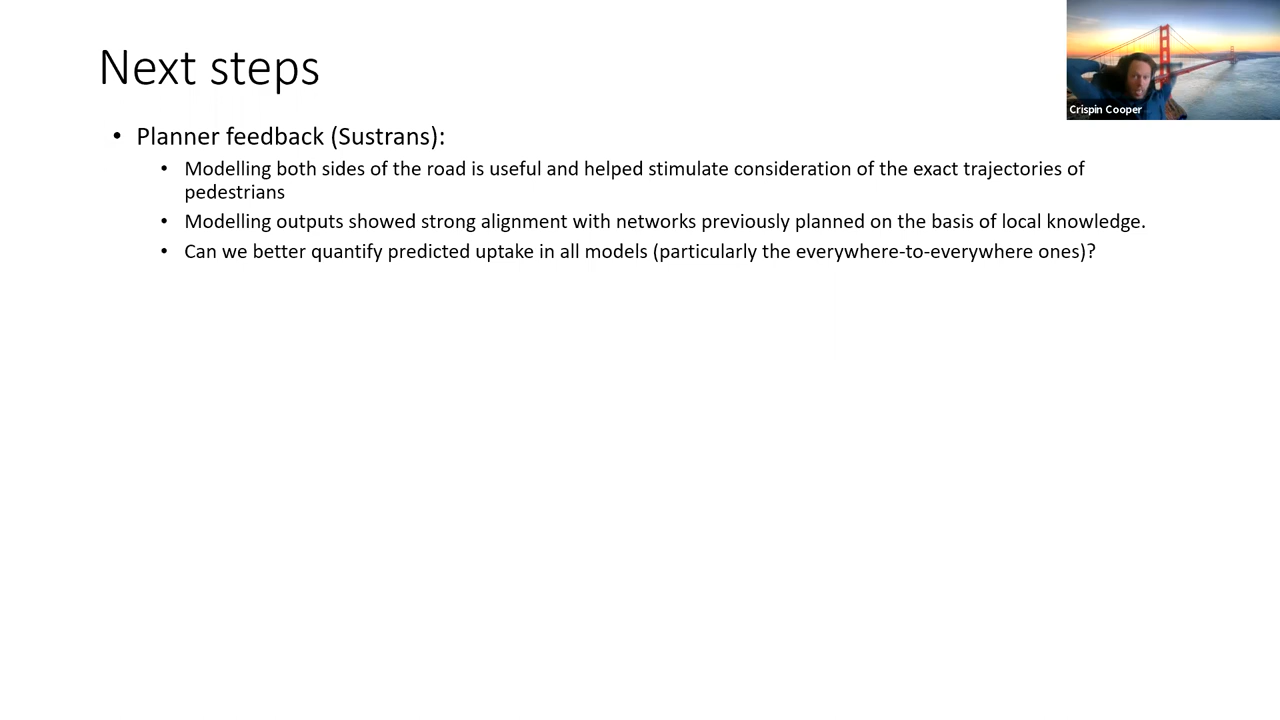 Next steps
Crispin Cooper
• Planner feedback (Sustrans):
• Modelling both sides of the road is useful and helped stimulate consideration of the exact trajectories of
pedestrians
• Modelling outputs showed strong alignment with networks previously planned on the basis of local knowledge.
• Can we better quantify predicted uptake in all models (particularly the everywhere-to-everywhere ones)?